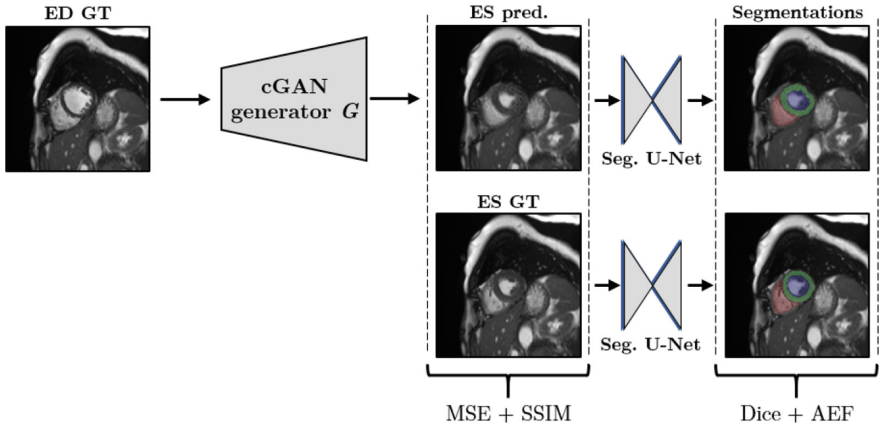 ED GT
ES pred.
Segmentations
cGAN
generator G
Seg. U-Net
ES GT
Seg. U-Net
MSE + SSIM
Dice + AEF